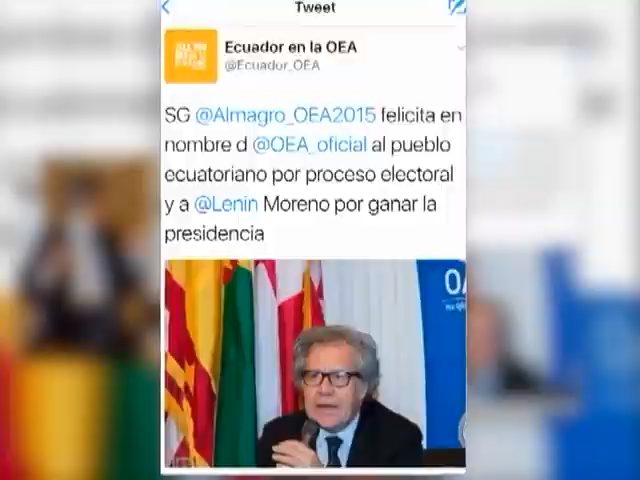 Tweet
Ecuador en la OEA
@Ecuador_OEA
SG @Almagro_OEA2015 felicita en
nombre d @OEA_oficial al pueblo
ecuatoriano por proceso electoral
y a @Lenin Moreno por ganar la
presidencia